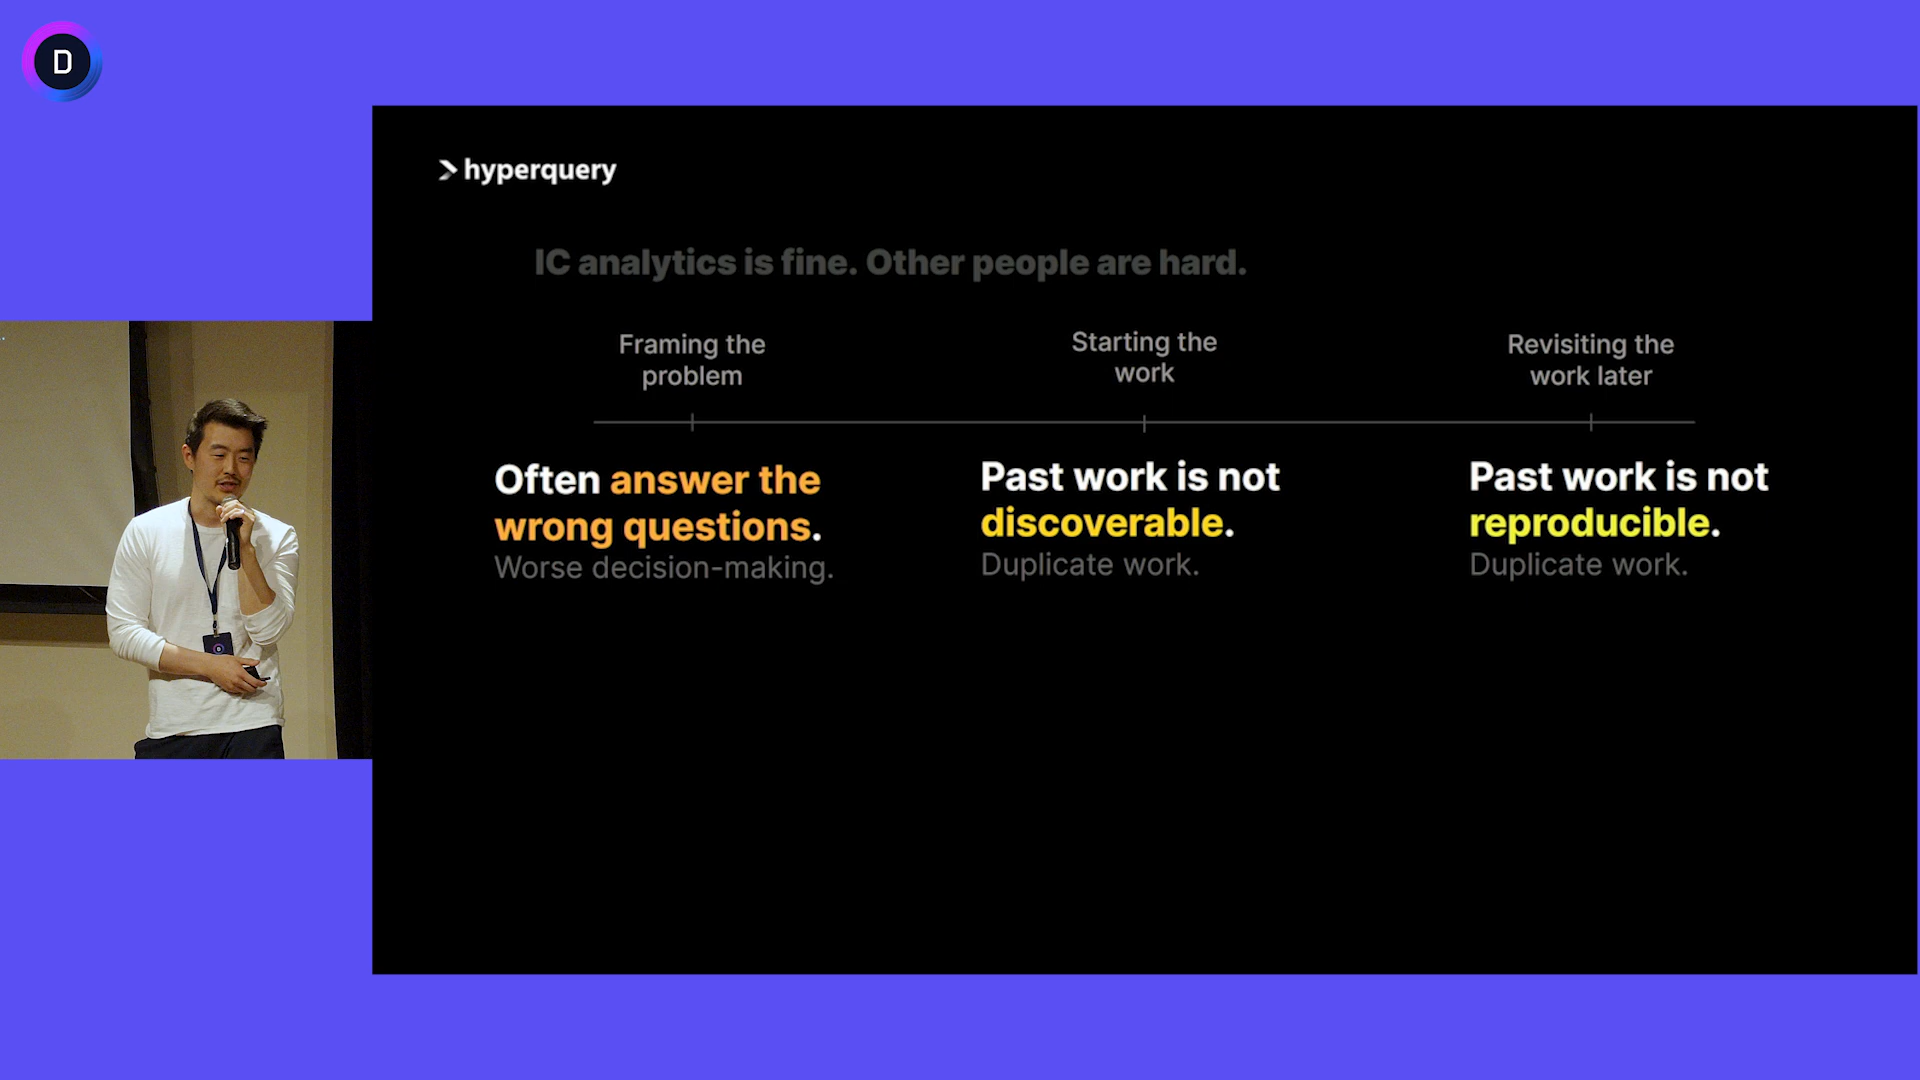 D
hyperquery
IC analytics is fine. Other people are hard.
Framing the
problem
Starting the
work
Revisiting the
work later
Often answer the
wrong questions.
Worse decision-making.
Past work is not
discoverable.
Duplicate work.
Past work is not
reproducible.
Duplicate work.